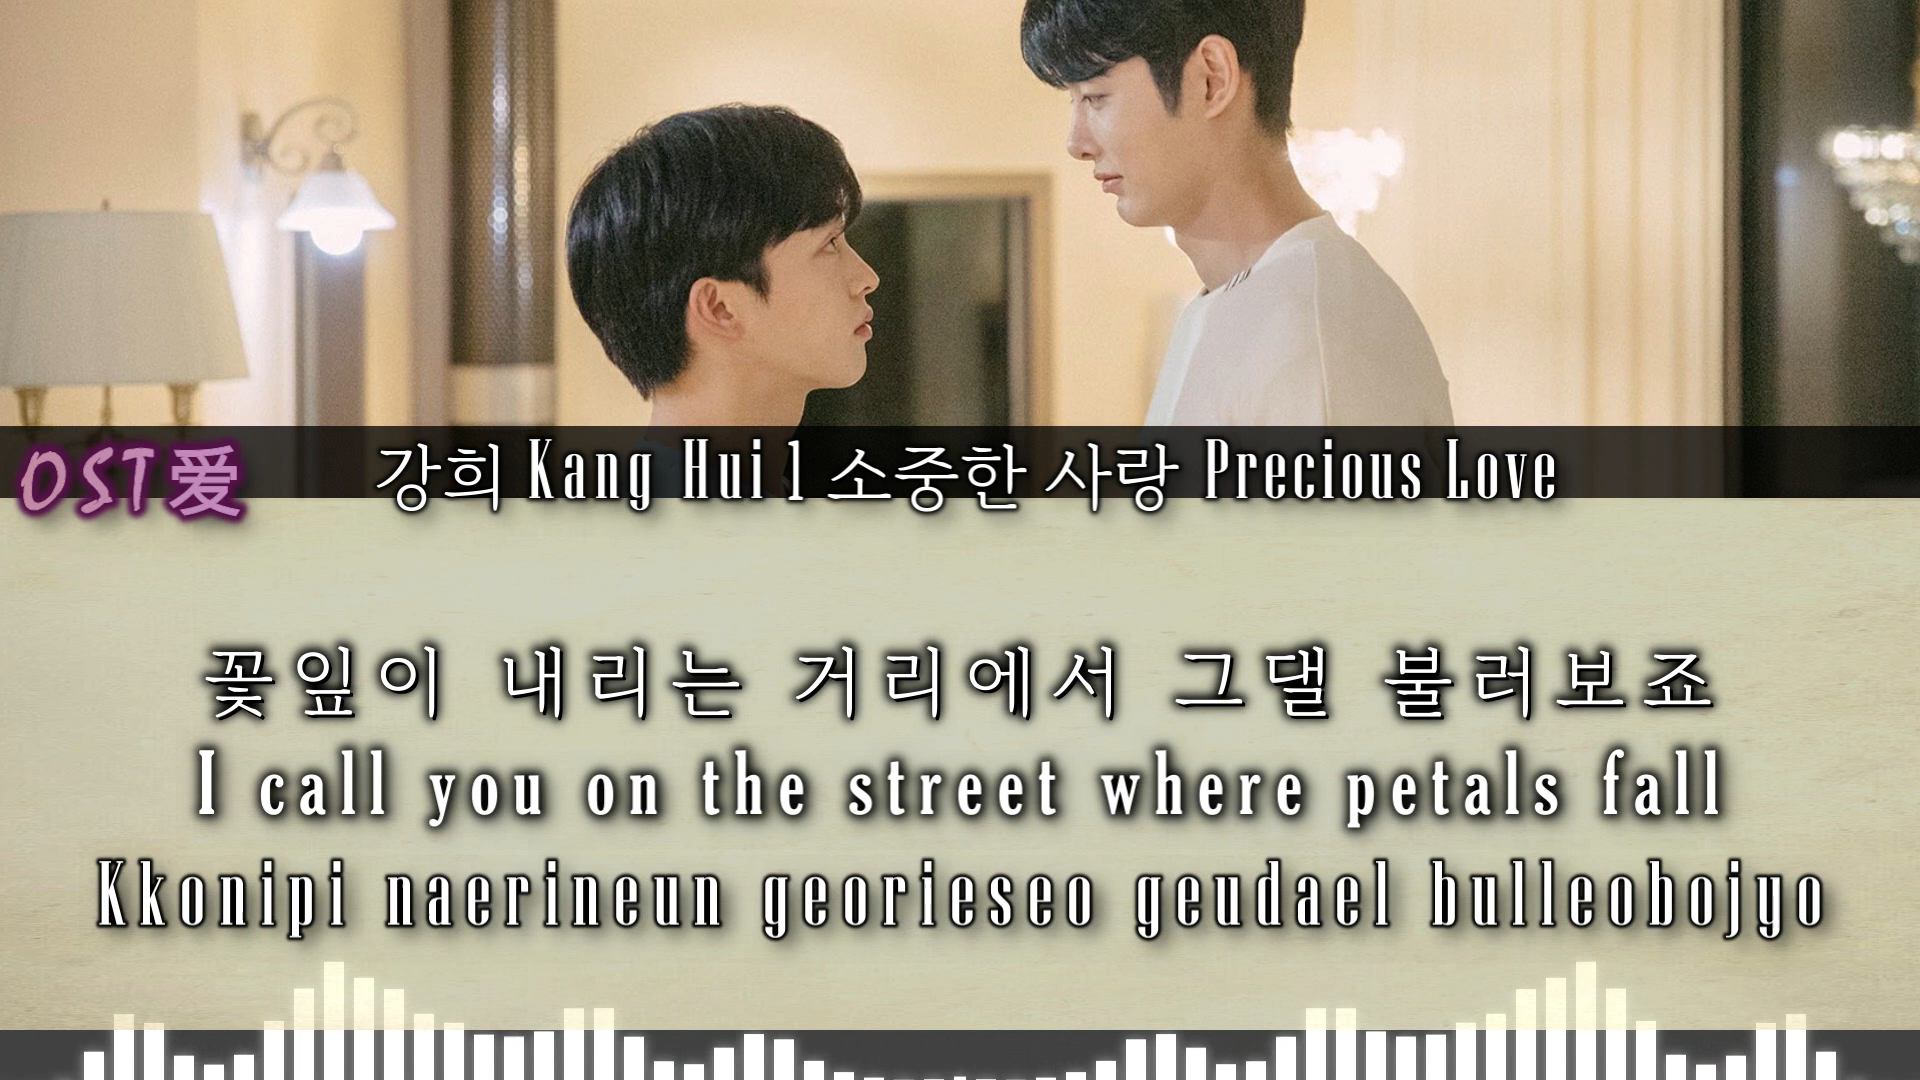 OST爱 강희 Kang Hui 1 소중한 사랑 Precious Love
꽃잎이 내리는 거리에서 그댈 불러보죠
I call you on the street where petals fall
Kkonipi naerineun georieseo geudael bulleobojyo